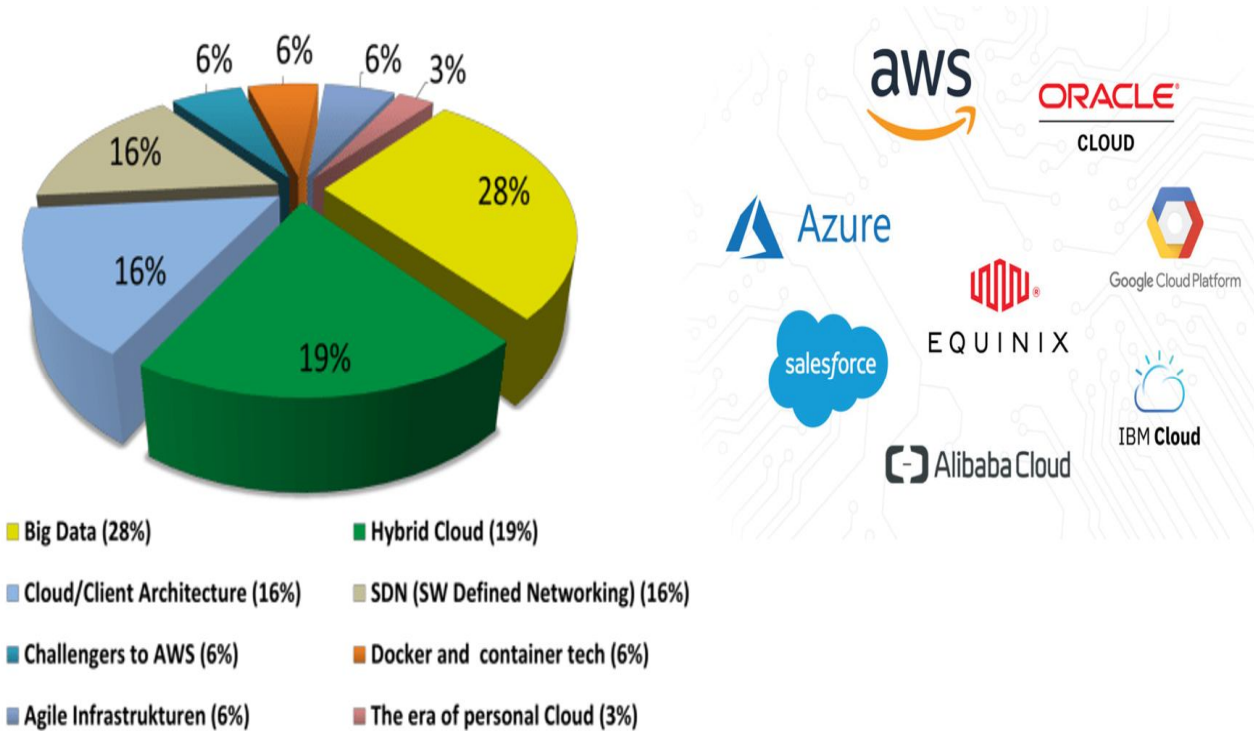 6%
6%
6%
3%
16%
28%
16%
19%
Big Data (28%)
Hybrid Cloud (19%)
Cloud/Client Architecture (16%)
SDN (SW Defined Networking) (16%)
Challengers to AWS (6%)
Docker and container tech (6%)
Agile Infrastrukturen (6%)
The era of personal Cloud (3%)
aws
ORACLE®
CLOUD
Azure
Google Cloud Platform
EQUINIX
®
salesforce
IBM Cloud
Alibaba Cloud